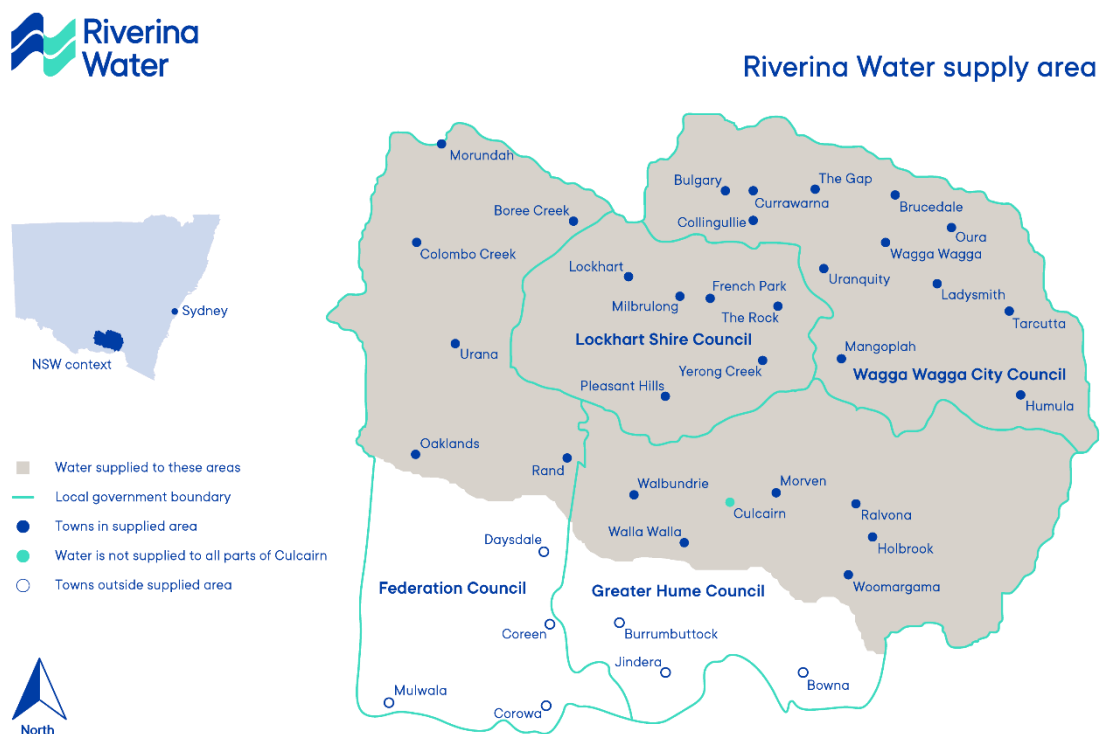 Riverina
Water
Riverina Water supply area
Morundah
Boree Creek
Colombo Creek
Urana
Oaklands
Rand
Bulgary
Currawarna
The Gap
Collingullie
Brucedale
Oura
Wagga Wagga
Uranquity
Ladysmith
Tarcutta
Mangoplah
Wagga Wagga City Council
Humula
Lockhart
Milbrulong
French Park
The Rock
Lockhart Shire Council
Yerong Creek
Pleasant Hills
Walbundrie
Morven
Culcairn
Ralvona
Walla Walla
Holbrook
Woomargama
Daysdale
Federation Council
Greater Hume Council
Coreen
Burrumbuttock
Jindera
Bowna
Mulwala
Corowa
Sydney
NSW context
Water supplied to these areas
Local government boundary
Towns in supplied area
Water is not supplied to all parts of Culcairn
Towns outside supplied area
North